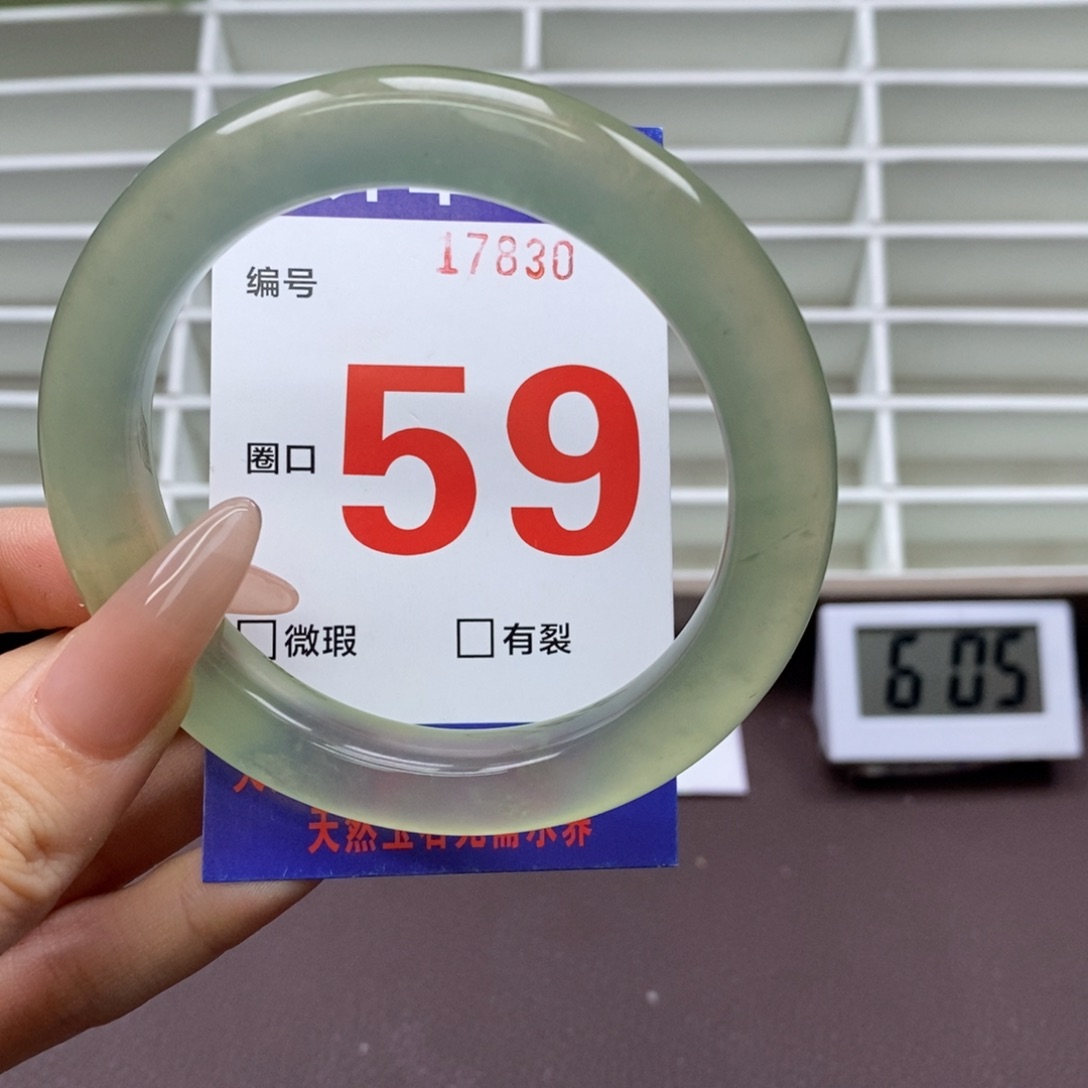 编号 17830
圈口 59
□微瑕 □有裂
天然玉石无需水养
6 05